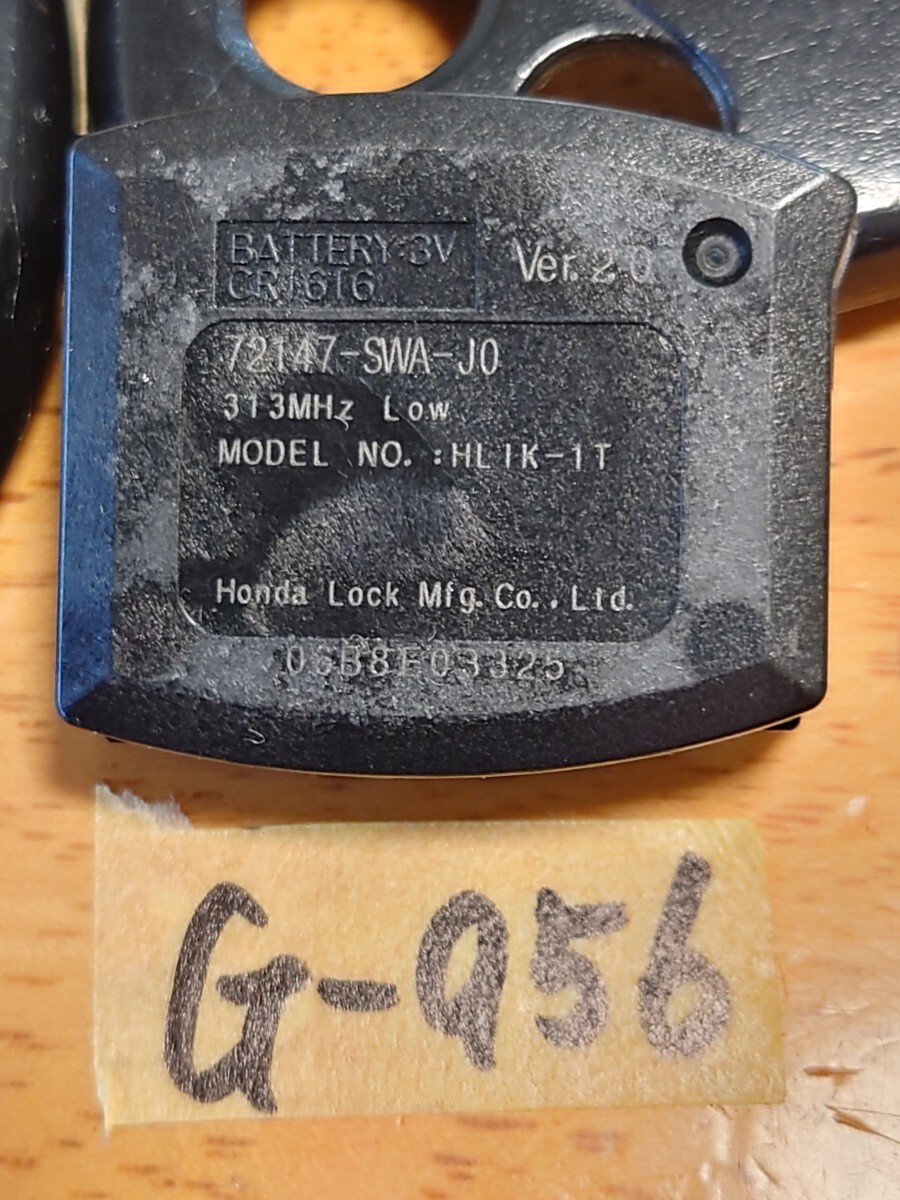 BATTERY:3V
CR1616
Ver. 2.0
72147-SWA-J0
313MHz Low
MODEL NO. :HLIK-1T
Honda Lock Mfg. Co., Ltd.
06B8F03325
G-956